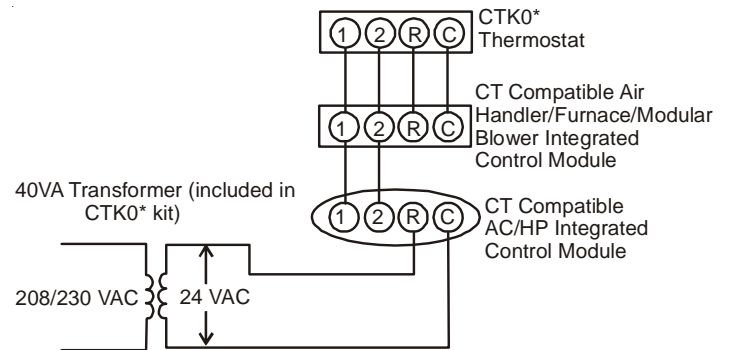 CTK0*
Thermostat
1 2 R C
CT Compatible Air
Handler/Furnace/Modular
Blower Integrated
Control Module
1 2 R C
40VA Transformer (included in
CTK0* kit)
CT Compatible
AC/HP Integrated
Control Module
1 2 R C
208/230 VAC
24 VAC